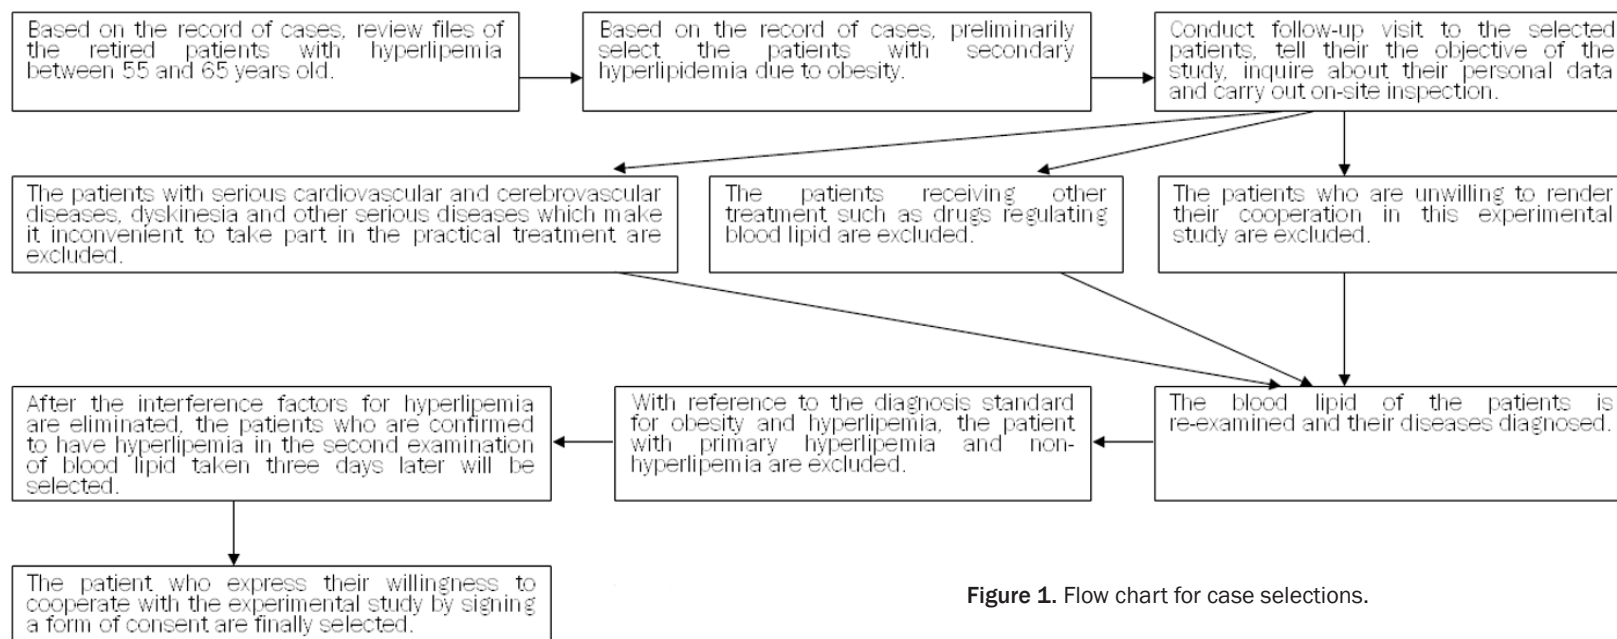 Based on the record of cases, review files of
the retired patients with hyperlipemia
between 55 and 65 years old.
Based on the record of cases, preliminarily
select the patients with secondary
hyperlipidemia due to obesity.
Conduct follow-up visit to the selected
patients, tell their the objective of the
study, inquire about their personal data
and carry out on-site inspection.
The patients with serious cardiovascular and cerebrovascular
diseases, dyskinesia and other serious diseases which make
it inconvenient to take part in the practical treatment are
excluded.
The patients receiving other
treatment such as drugs regulating
blood lipid are excluded.
The patients who are unwilling to render
their cooperation in this experimental
study are excluded.
After the interference factors for hyperlipemia
are eliminated, the patients who are confirmed
to have hyperlipemia in the second examination
of blood lipid taken three days later will be
selected.
With reference to the diagnosis standard
for obesity and hyperlipemia, the patient
with primary hyperlipemia and non-
hyperlipemia are excluded.
The blood lipid of the patients is
re-examined and their diseases diagnosed.
The patient who express their willingness to
cooperate with the experimental study by signing
a form of consent are finally selected.
Figure 1. Flow chart for case selections.